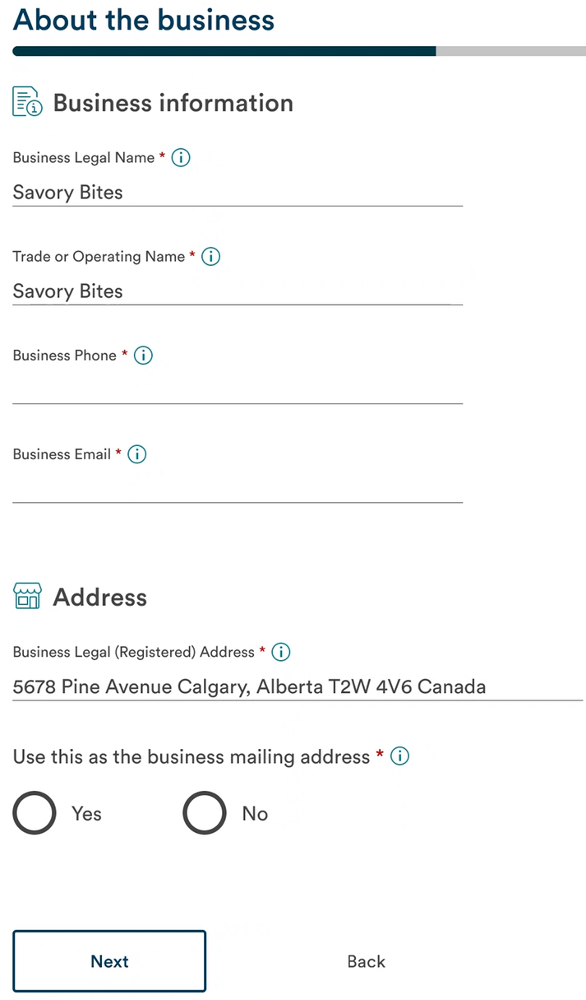 About the business
Business information
Business Legal Name *
Savory Bites
Trade or Operating Name *
Savory Bites
Business Phone *
Business Email *
Address
Business Legal (Registered) Address *
5678 Pine Avenue Calgary, Alberta T2W 4V6 Canada
Use this as the business mailing address *
Yes No
Next Back